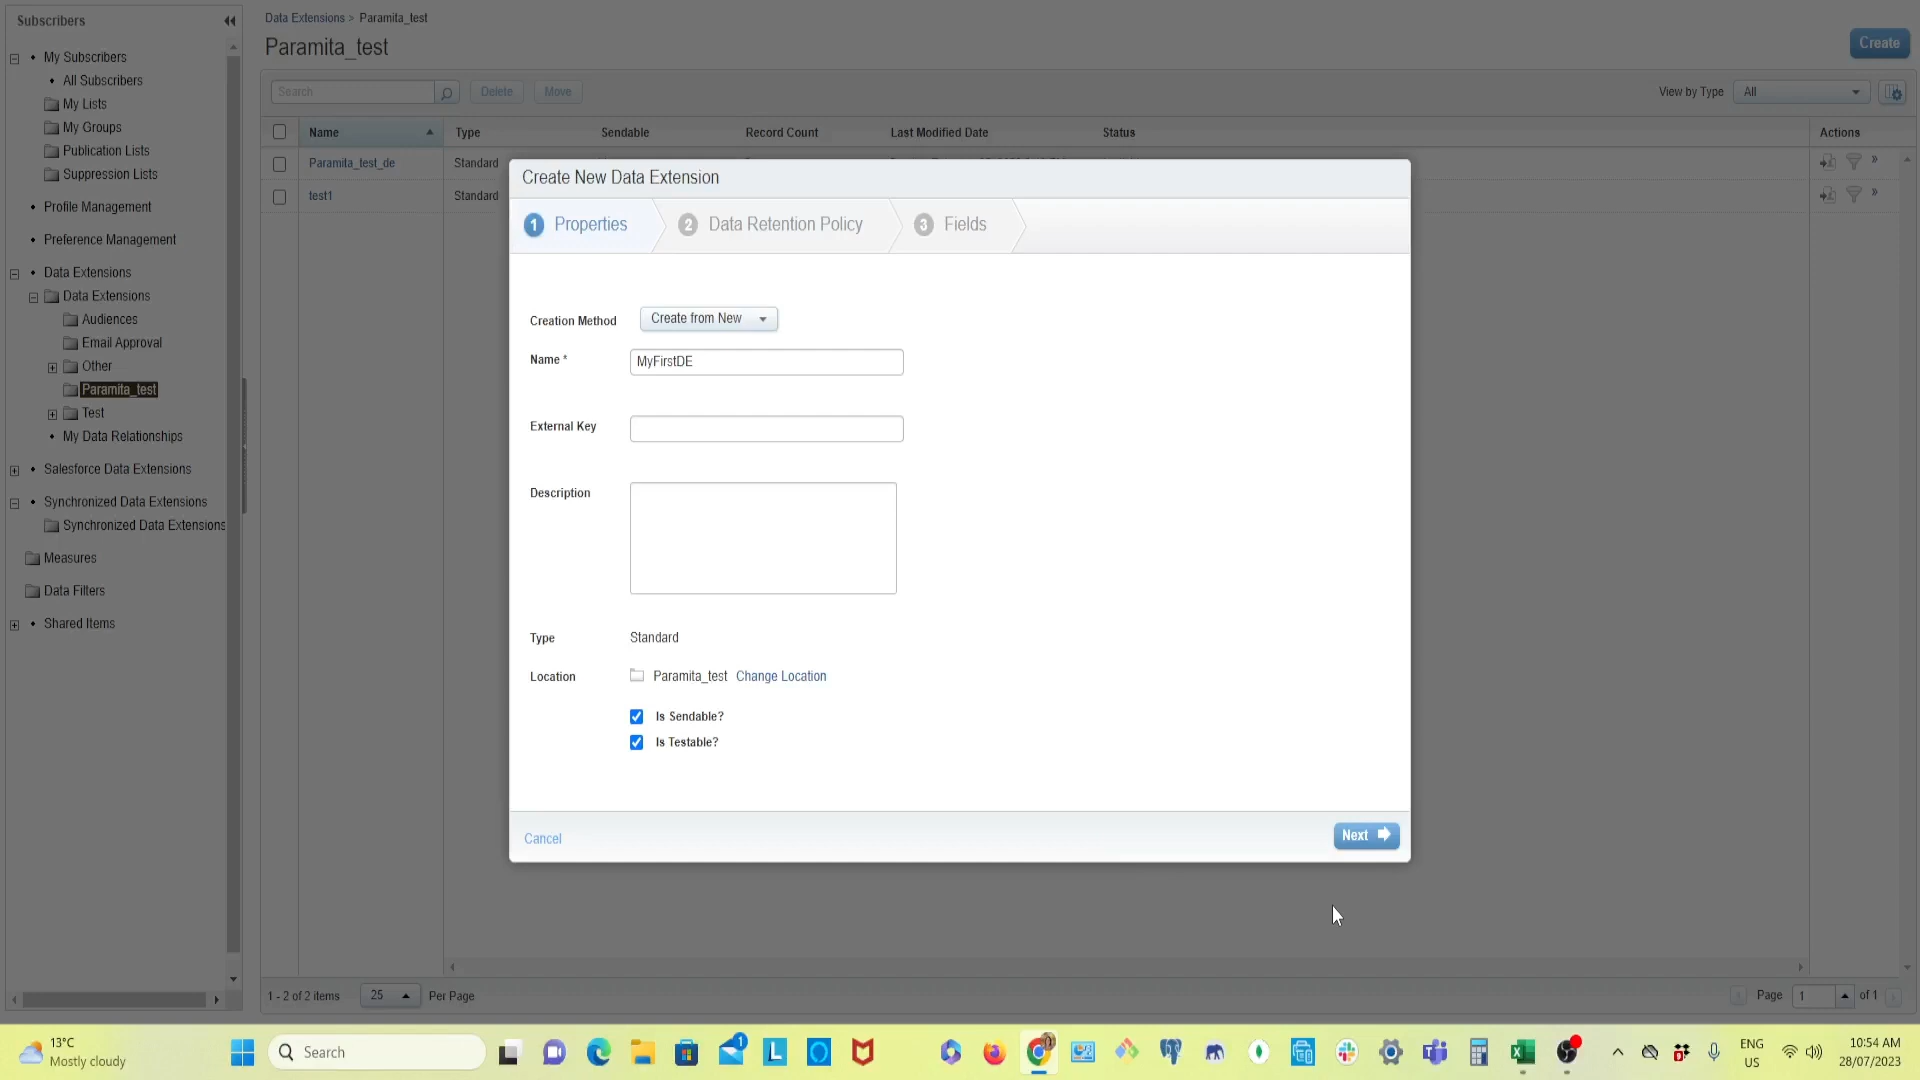 Subscribers
My Subscribers
All Subscribers
My Lists
My Groups
Publication Lists
Suppression Lists
Profile Management
Preference Management
Data Extensions
Data Extensions
Audiences
Email Approval
Other
Paramita_test
Test
My Data Relationships
Salesforce Data Extensions
Synchronized Data Extensions
Synchronized Data Extensions
Measures
Data Filters
Shared Items
Data Extensions > Paramita_test
Paramita_test
Create
Search
Delete
Move
View by Type
All
Name Type Sendable Record Count Last Modified Date Status Actions
Paramita_test_de Standard
test1 Standard
Create New Data Extension
1 Properties
2 Data Retention Policy
3 Fields
Creation Method Create from New
Name * MyFirstDE
External Key
Description
Type Standard
Location Paramita_test Change Location
Is Sendable?
Is Testable?
Cancel
Next
1 - 2 of 2 items 25 Per Page
Page 1 of 1
13°C
Mostly cloudy
Search
1
ENG
US
10:54 AM
28/07/2023